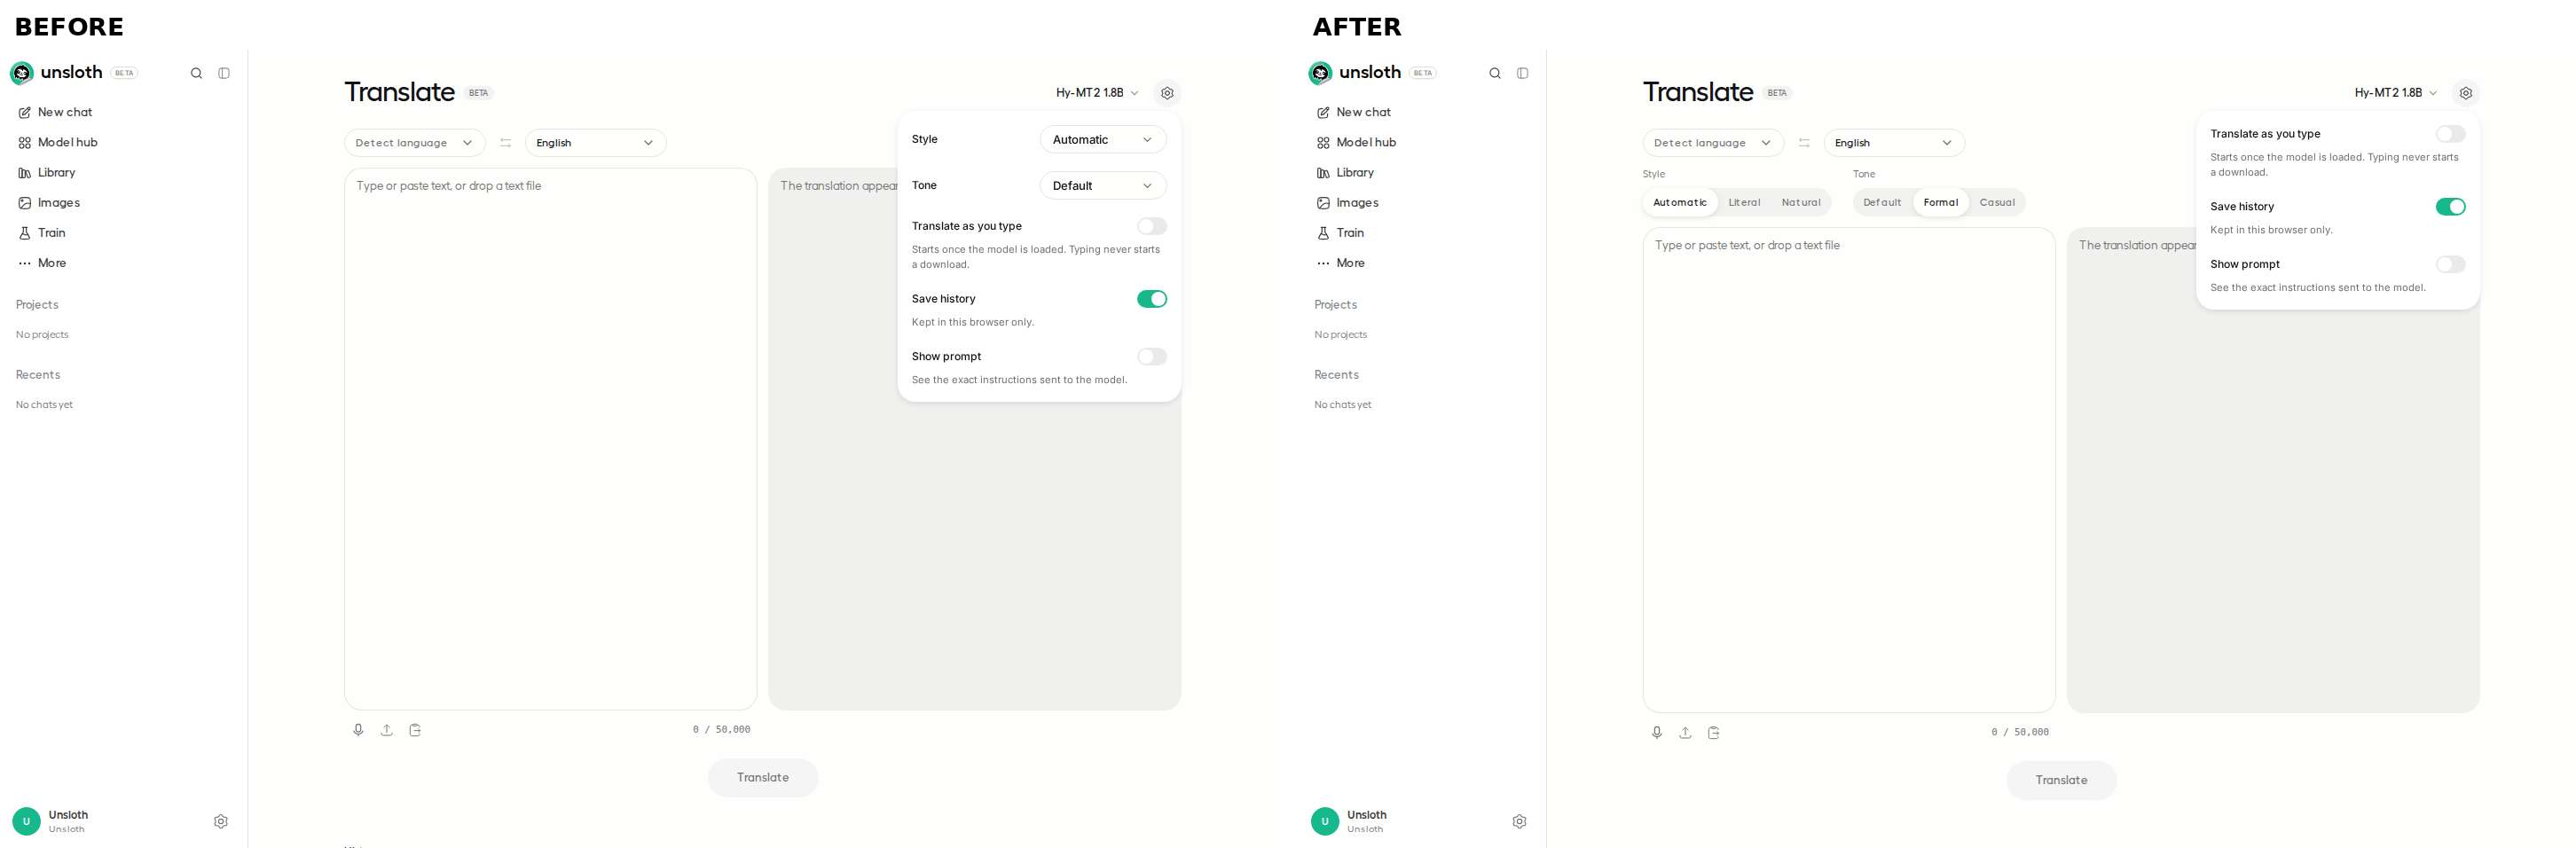 BEFORE
unsloth BETA
New chat
Model hub
Library
Images
Train
More
Projects
No projects
Recents
No chats yet
U
Unsloth
Unsloth
Translate BETA
Hy-MT2 1.8B
Detect language
English
Type or paste text, or drop a text file
The translation appear
Style
Automatic
Tone
Default
Translate as you type
Starts once the model is loaded. Typing never starts
a download.
Save history
Kept in this browser only.
Show prompt
See the exact instructions sent to the model.
0 / 50,000
Translate
AFTER
unsloth BETA
New chat
Model hub
Library
Images
Train
More
Projects
No projects
Recents
No chats yet
U
Unsloth
Unsloth
Translate BETA
Hy-MT2 1.8B
Detect language
English
Style
Tone
Automatic Literal Natural
Default Formal Casual
Type or paste text, or drop a text file
The translation appear
Translate as you type
Starts once the model is loaded. Typing never starts
a download.
Save history
Kept in this browser only.
Show prompt
See the exact instructions sent to the model.
0 / 50,000
Translate